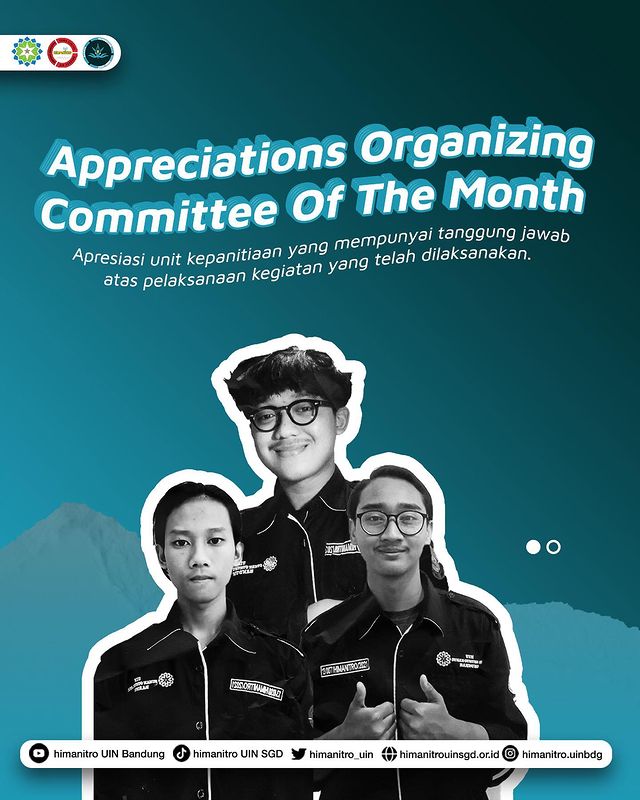 Appreciations Organizing
Committee Of The Month
Apresiasi unit kepanitiaan yang mempunyai tanggung jawab
atas pelaksanaan kegiatan yang telah dilaksanakan.
himanitro UIN Bandung
himanitro UIN SGD
himanitro_uin
himanitrouinsgd.or.id
himanitro.uinbdg